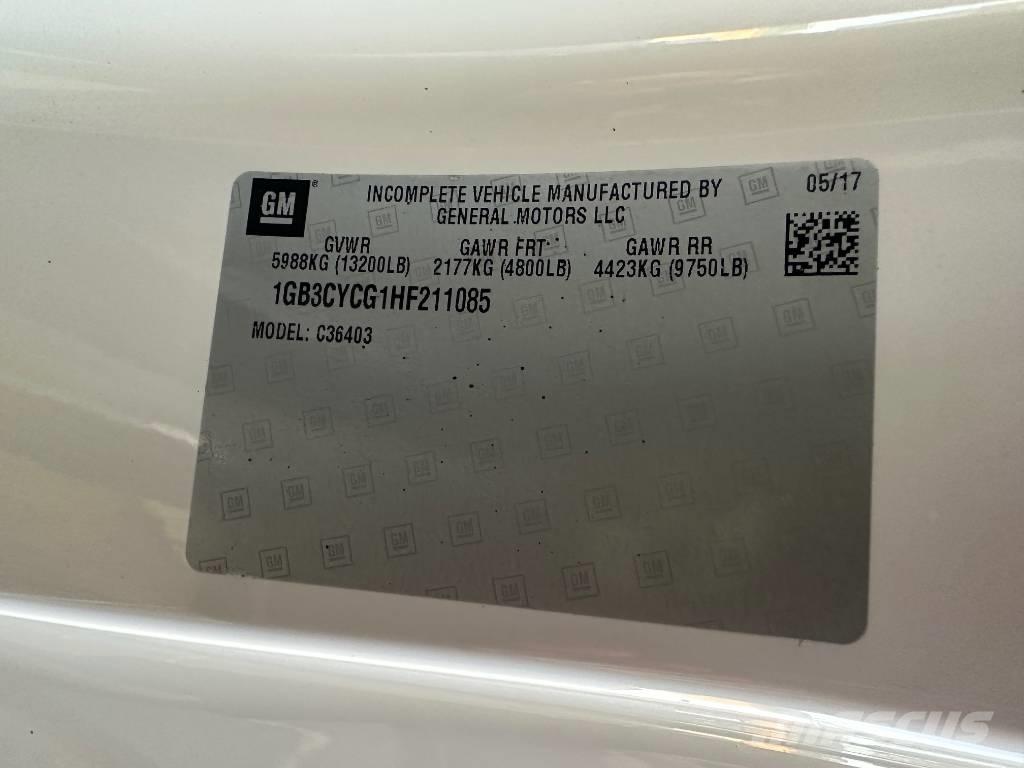 GM®
INCOMPLETE VEHICLE MANUFACTURED BY
GENERAL MOTORS LLC
05/17
GVWR GAWR FRT GAWR RR
5988KG (13200LB) 2177KG (4800LB) 4423KG (9750LB)
1GB3CYCG1HF211085
MODEL: C36403
MASCUS